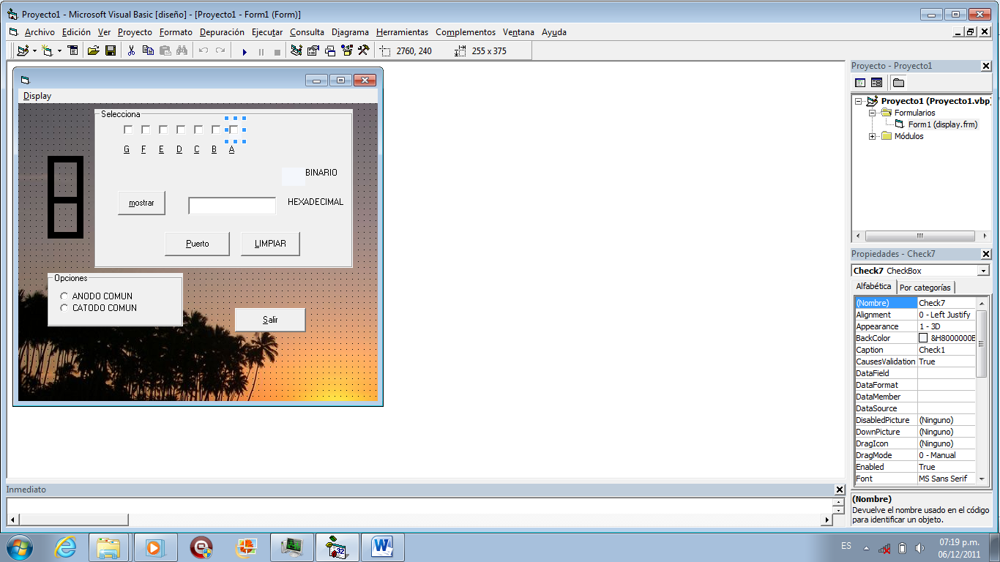 Proyecto1 - Microsoft Visual Basic [diseño] - [Proyecto1 - Form1 (Form)]
Archivo Edición Ver Proyecto Formato Depuración Ejecutar Consulta Diagrama Herramientas Complementos Ventana Ayuda
2760, 240 255 x 375
Display
Selecciona
G F E D C B A
BINARIO
mostrar HEXADECIMAL
Puerto LIMPIAR
Opciones
ANODO COMUN
CATODO COMUN
Salir
Proyecto - Proyecto1
Proyecto1 (Proyecto1.vbp)
Formularios
Form1 (display.frm)
Módulos
Propiedades - Check7
Check7 CheckBox
Alfabética Por categorías
(Nombre) Check7
Alignment 0 - Left Justify
Appearance 1 - 3D
BackColor &H8000000F
Caption Check1
CausesValidation True
DataField
DataFormat
DataMember
DataSource
DisabledPicture (Ninguno)
DownPicture (Ninguno)
DragIcon (Ninguno)
DragMode 0 - Manual
Enabled True
Font MS Sans Serif
(Nombre)
Devuelve el nombre usado en el código
para identificar un objeto.
Inmediato
32
ES
07:19 p.m.
06/12/2011